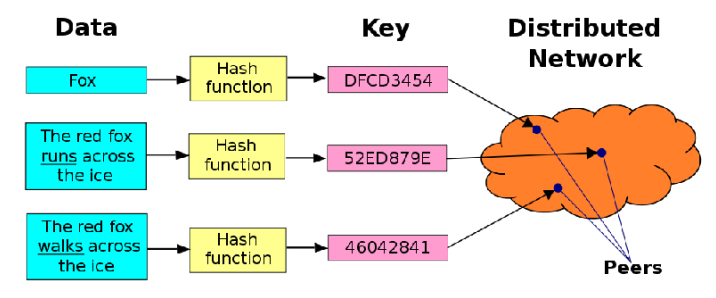 Data
Key
Distributed
Network
Fox
Hash
function
DFCD3454
The red fox
runs across
the ice
Hash
function
52ED879E
The red fox
walks across
the ice
Hash
function
46042841
Peers